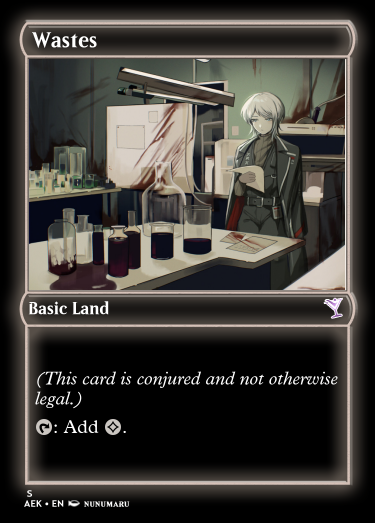 Wastes
Basic Land
(This card is conjured and not otherwise
legal.)
: Add .
S
AEK • EN NUNUMARU